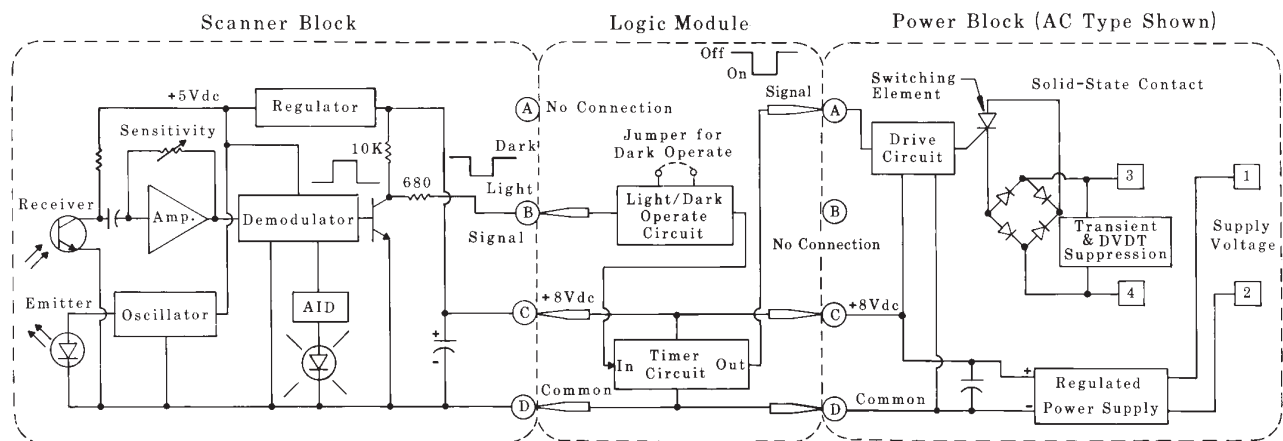 Scanner Block
Logic Module
Power Block (AC Type Shown)
+5Vdc
Regulator
Sensitivity
10K
Dark
Light
680
Receiver
Amp.
Demodulator
Signal
Emitter
Oscillator
AID
+
-
A
No Connection
B
C
+8Vdc
D
Common
Off
On
Signal
Jumper for
Dark Operate
Light/Dark
Operate
Circuit
In
Timer
Circuit
Out
A
B
No Connection
C
+8Vdc
D
Common
Switching
Element
Solid-State Contact
Drive
Circuit
3
1
Transient
& DVDT
Suppression
Supply
Voltage
4
2
+
-
Regulated
Power Supply